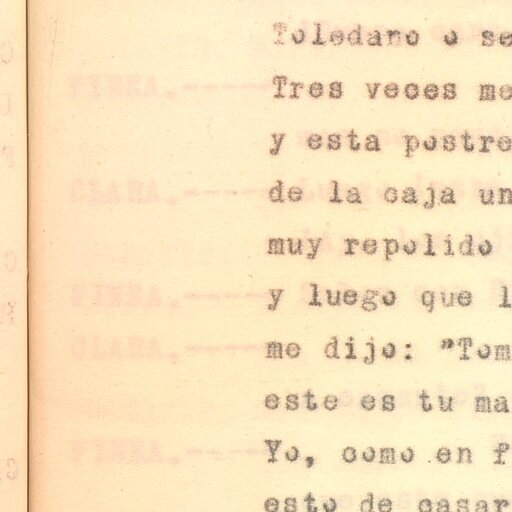 Toledano o se
FINEA.-----
Tres veces me
y esta postre
CLARA.-----
de la caja un
muy repolido
FINEA.-----
y luego que l
CLARA.-----
me dijo: "Tom
este es tu ma
FINEA.-----
Yo, como en f
esto de casar